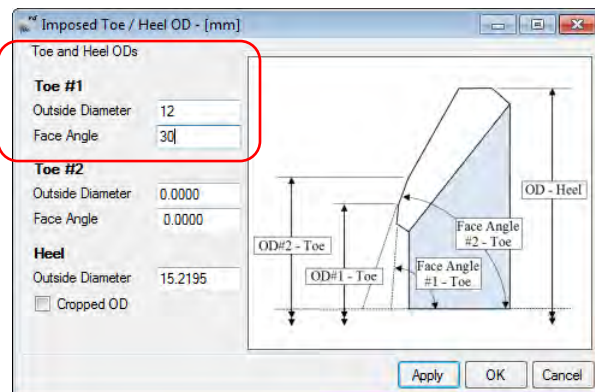 Imposed Toe / Heel OD - [mm]
Toe and Heel ODs
Toe #1
Outside Diameter 12
Face Angle 30
Toe #2
Outside Diameter 0.0000
Face Angle 0.0000
Heel
Outside Diameter 15.2195
Cropped OD
OD - Heel
Face Angle
#2 - Toe
OD#2 - Toe
Face Angle
#1 - Toe
OD#1 - Toe
Apply OK Cancel